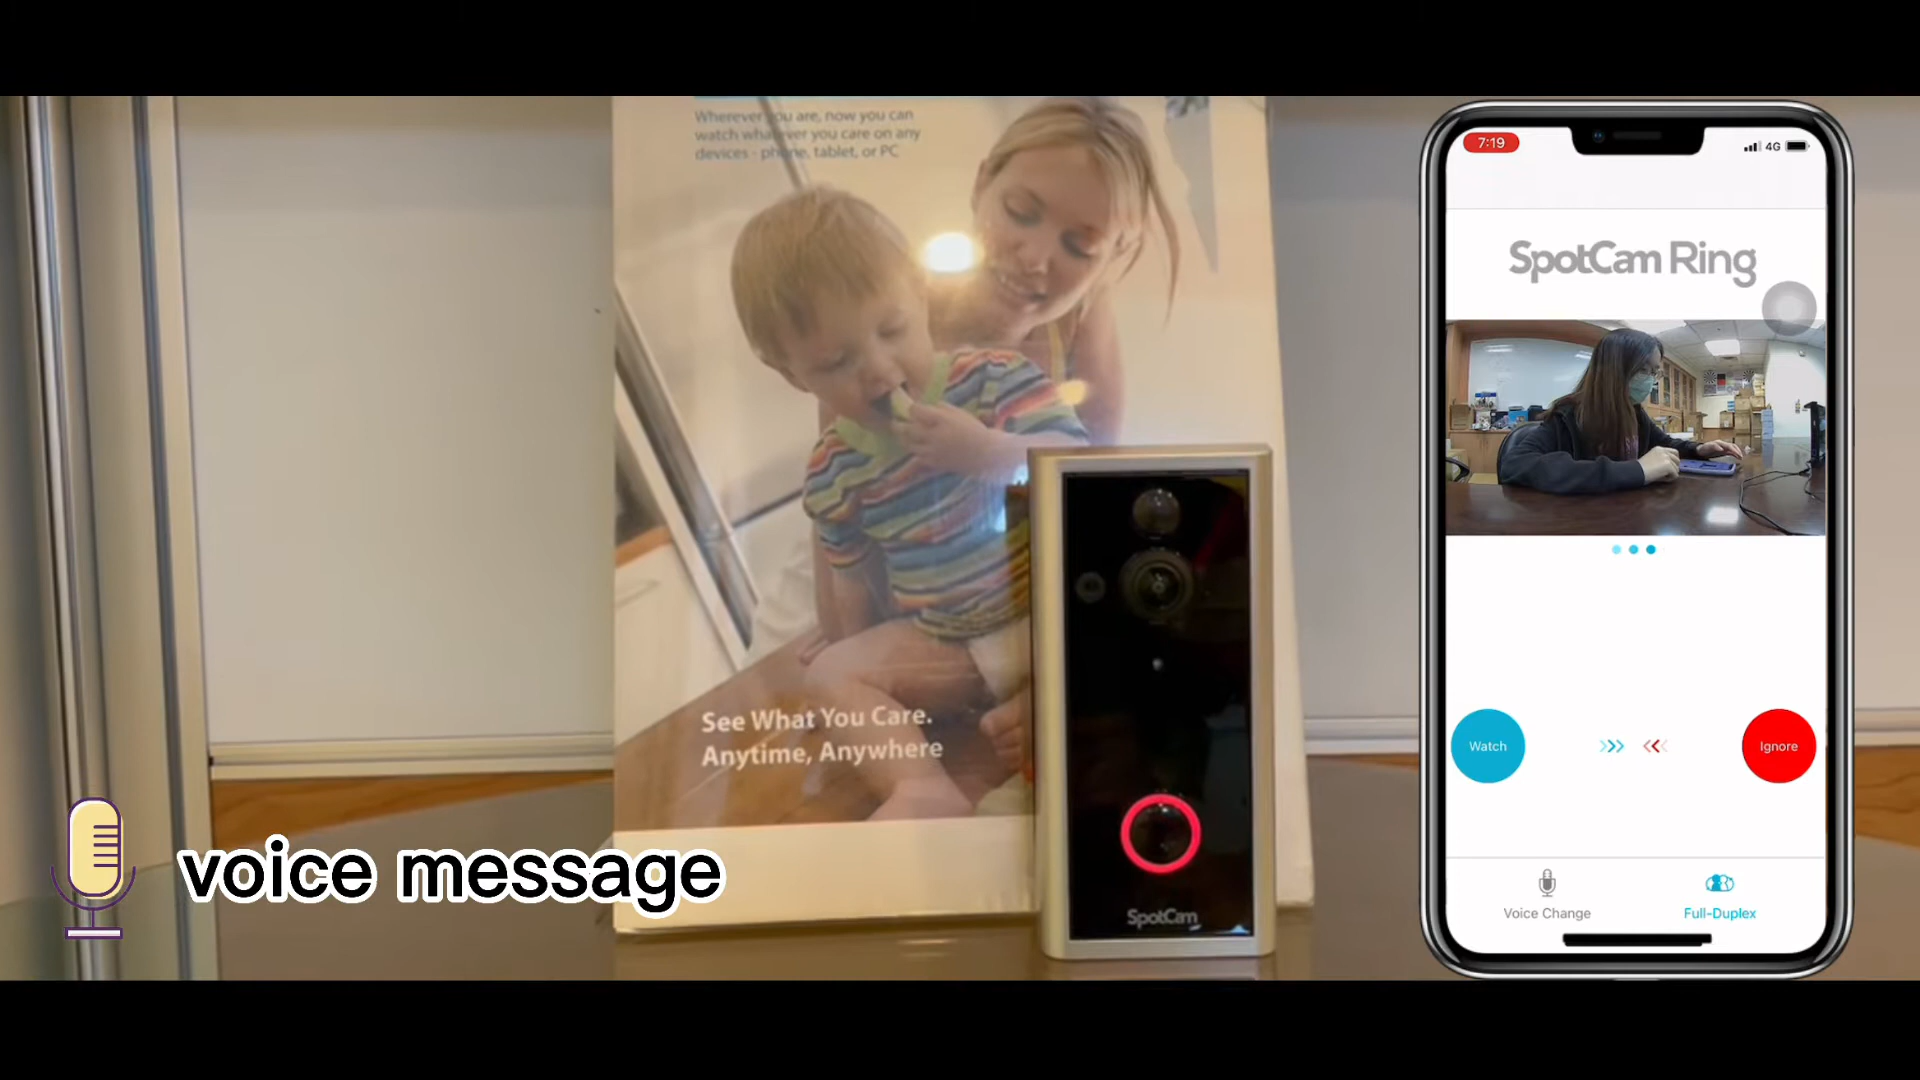 Wherever you are, now you can
watch whatever you care on any
devices - phone, tablet, or PC
See What You Care.
Anytime, Anywhere
SpotCam
voice message
7:19
4G
SpotCam Ring
Watch
Ignore
Voice Change
Full-Duplex